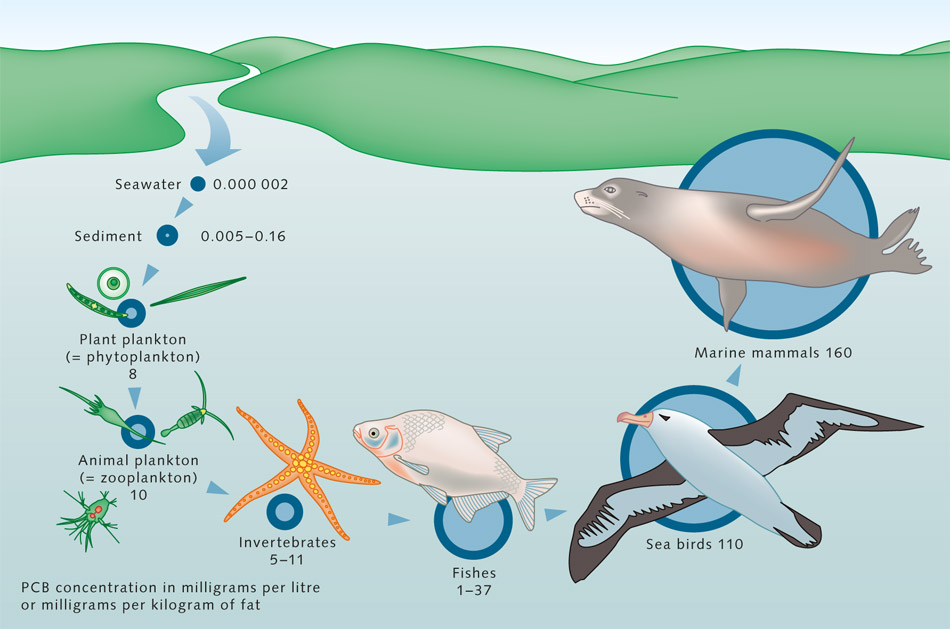 Seawater 0.000 002
Sediment 0.005–0.16
Plant plankton
(= phytoplankton)
8
Animal plankton
(= zooplankton)
10
Invertebrates
5–11
Fishes
1–37
Sea birds 110
Marine mammals 160
PCB concentration in milligrams per litre
or milligrams per kilogram of fat